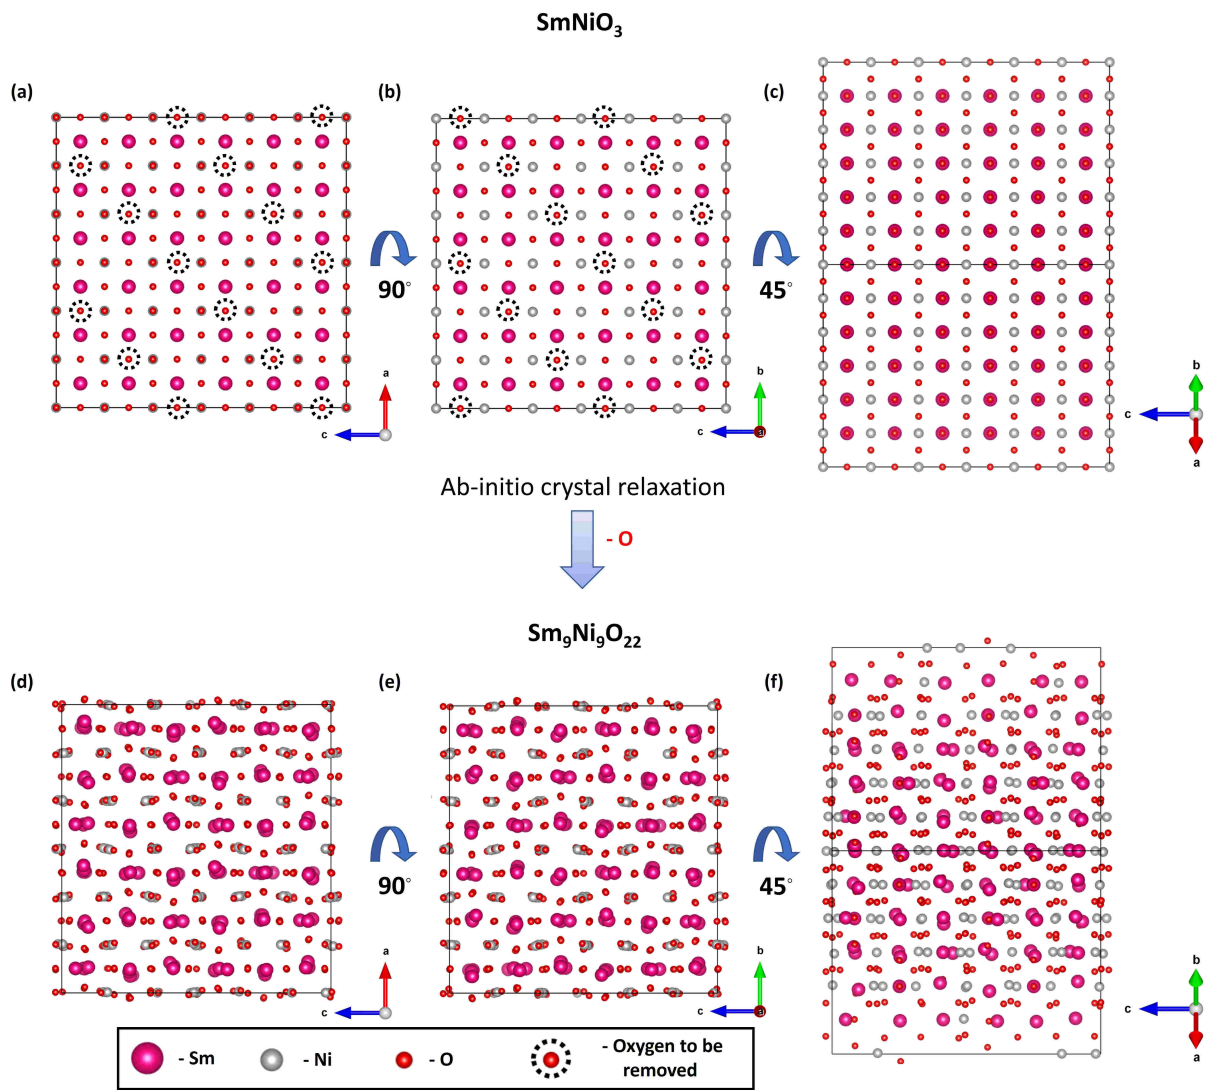 SmNiO₃
(a)
(b)
(c)
90°
45°
a
c
b
c
a
b
c
a
Ab-initio crystal relaxation
- O
Sm₉Ni₉O₂₂
(d)
(e)
(f)
90°
45°
a
c
b
c
a
b
c
a
- Sm
- Ni
- O
- Oxygen to be
removed